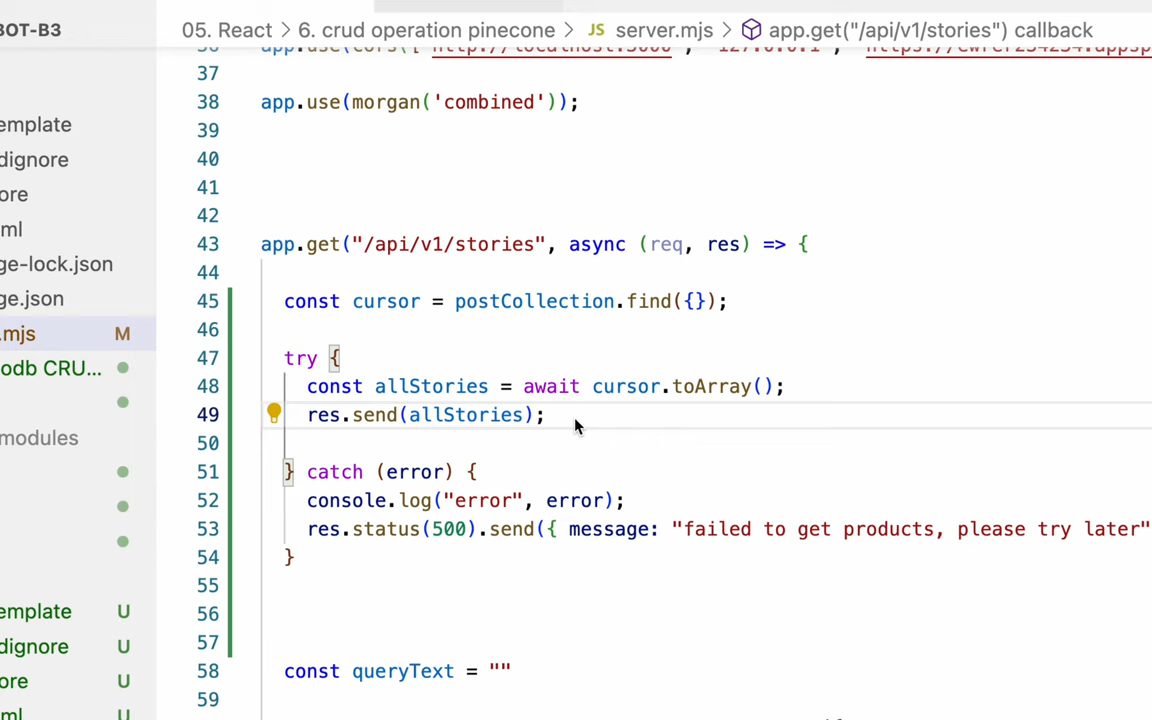 BOT-B3
05. React > 6. crud operation pinecone > JS server.mjs > app.get("/api/v1/stories") callback
37
38 app.use(morgan('combined'));
39
40
41
42
43 app.get("/api/v1/stories", async (req, res) => {
44
45 const cursor = postCollection.find({});
46
47 try {
48 const allStories = await cursor.toArray();
49 res.send(allStories);
50
51 } catch (error) {
52 console.log("error", error);
53 res.status(500).send({ message: "failed to get products, please try later"
54 }
55
56
57
58 const queryText = ""
59
emplate
dignore
ore
ml
ge-lock.json
ge.json
.mjs M
odb CRU...
modules
emplate U
dignore U
ore U
ml U